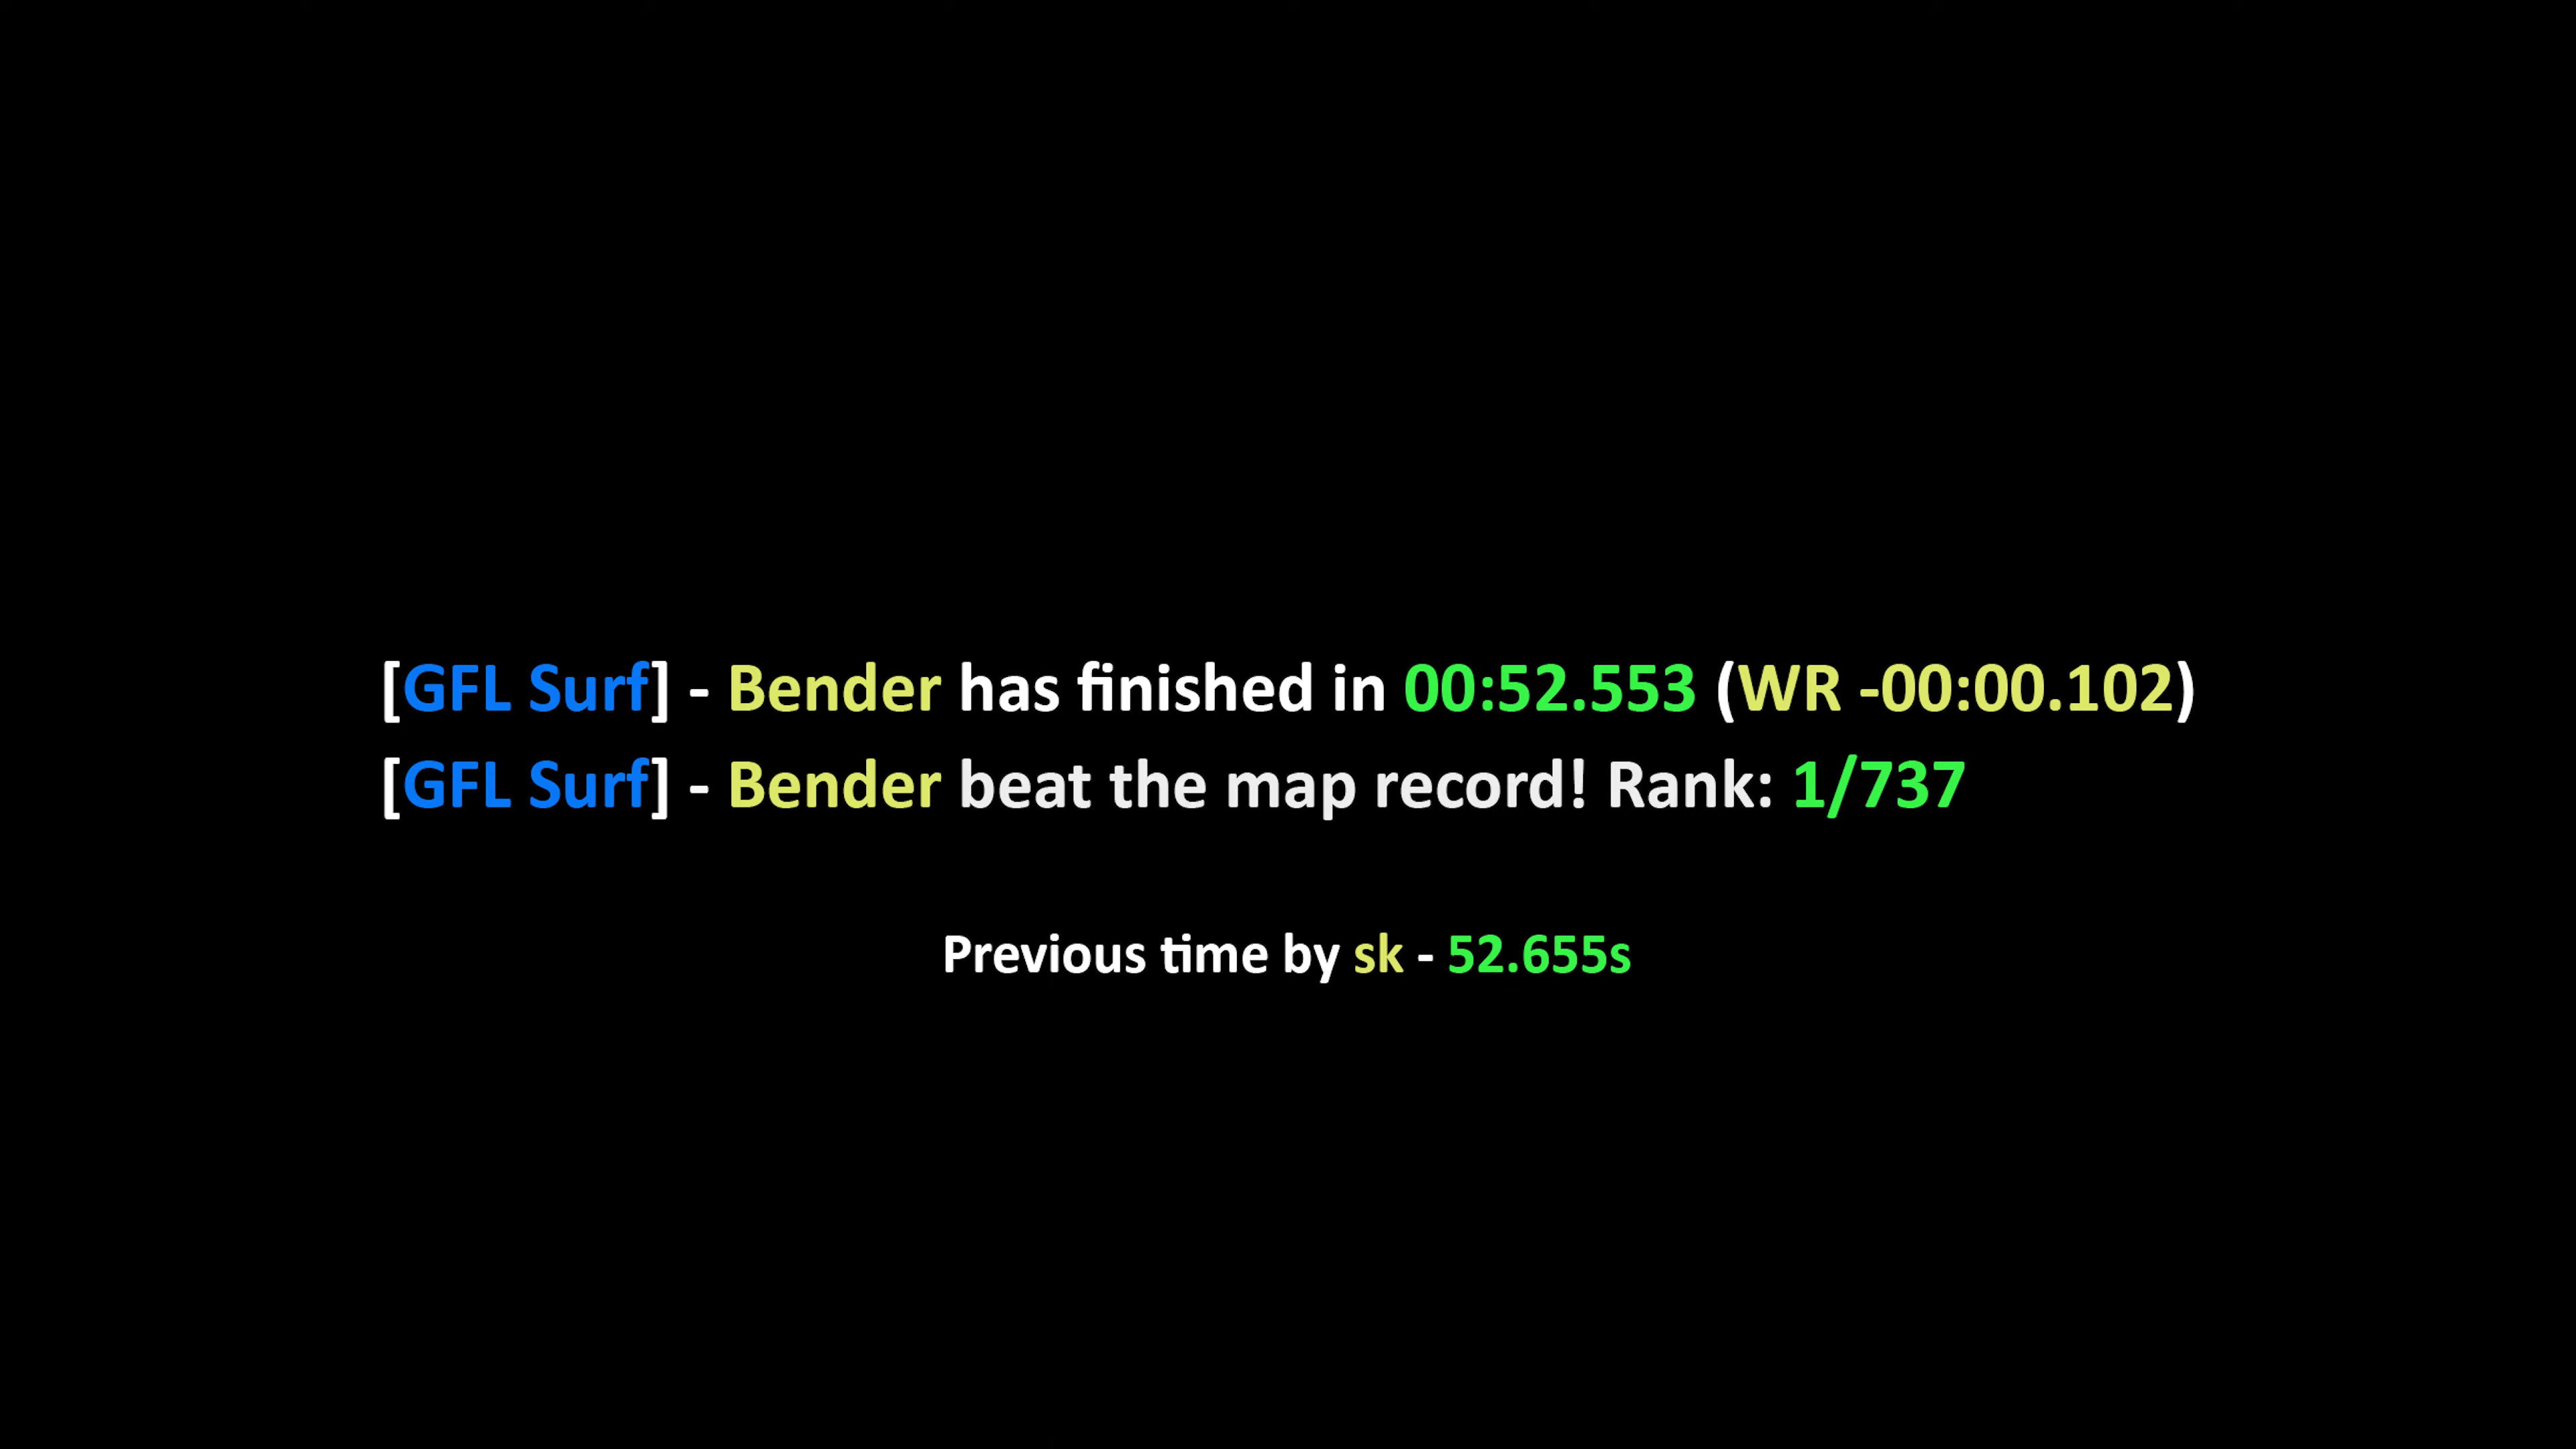 [GFL Surf] - Bender has finished in 00:52.553 (WR -00:00.102)
[GFL Surf] - Bender beat the map record! Rank: 1/737
Previous time by sk - 52.655s